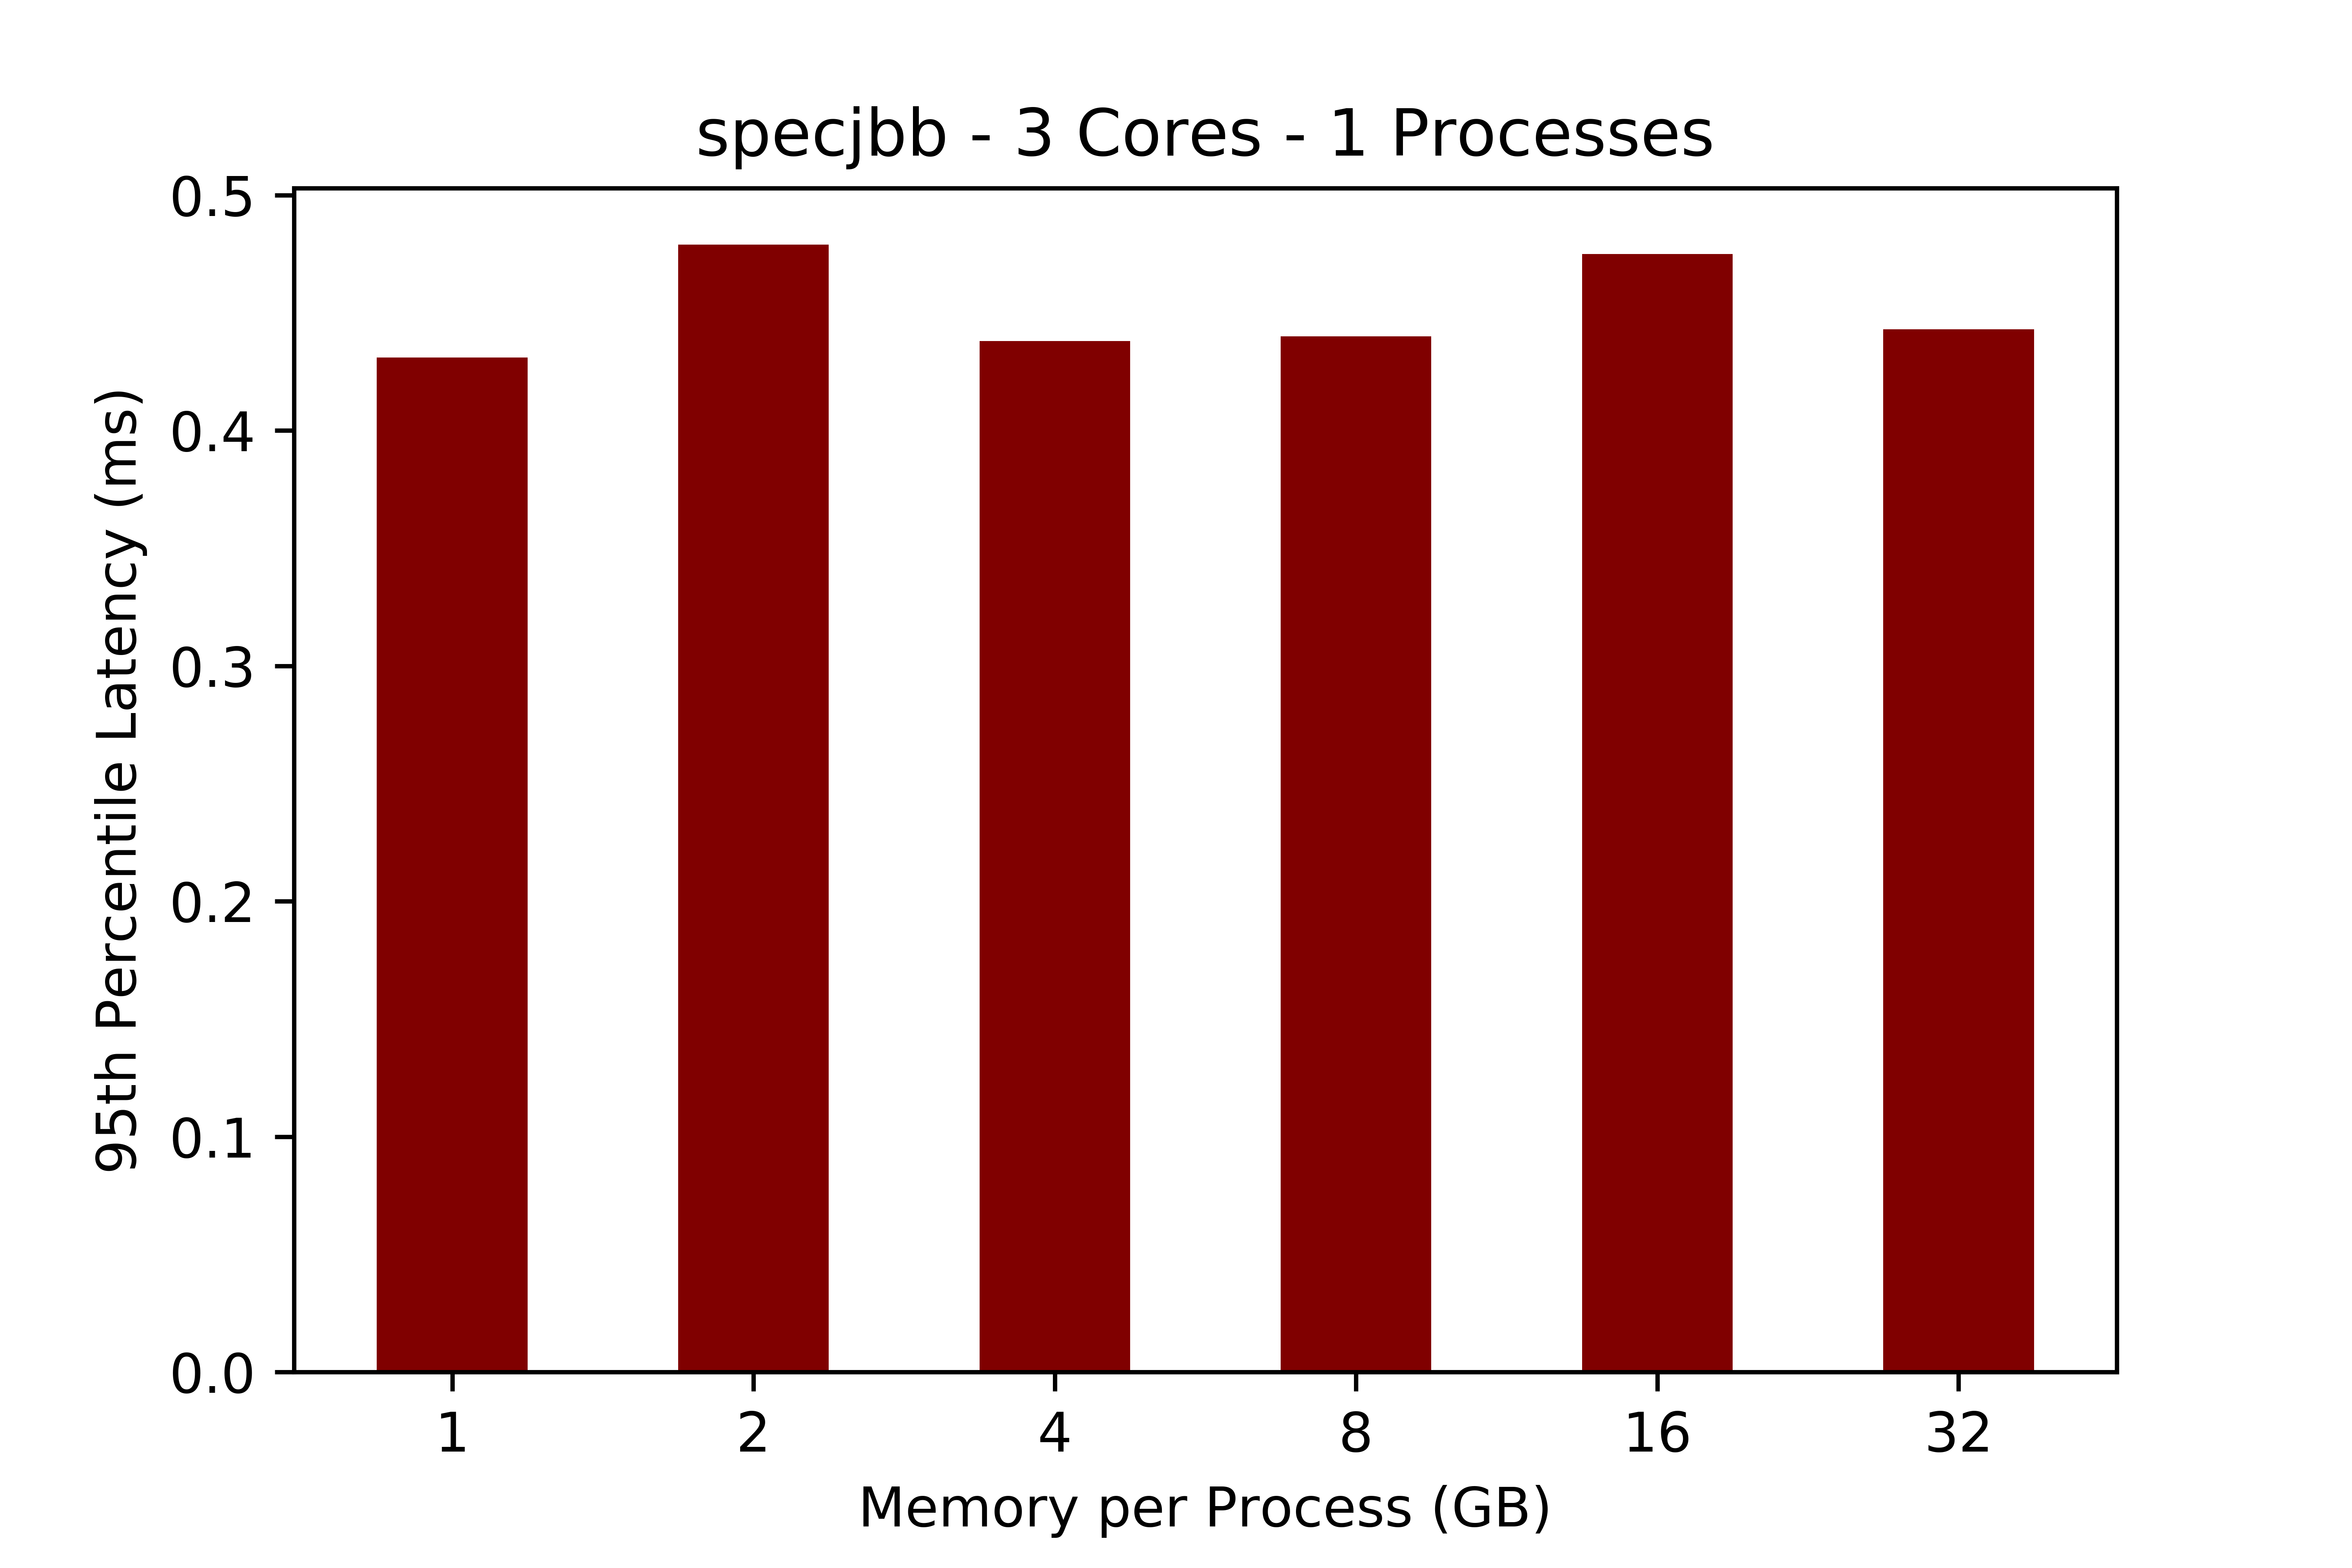 specjbb - 3 Cores - 1 Processes
0.5
0.4
0.3
0.2
0.1
0.0
95th Percentile Latency (ms)
1 2 4 8 16 32
Memory per Process (GB)